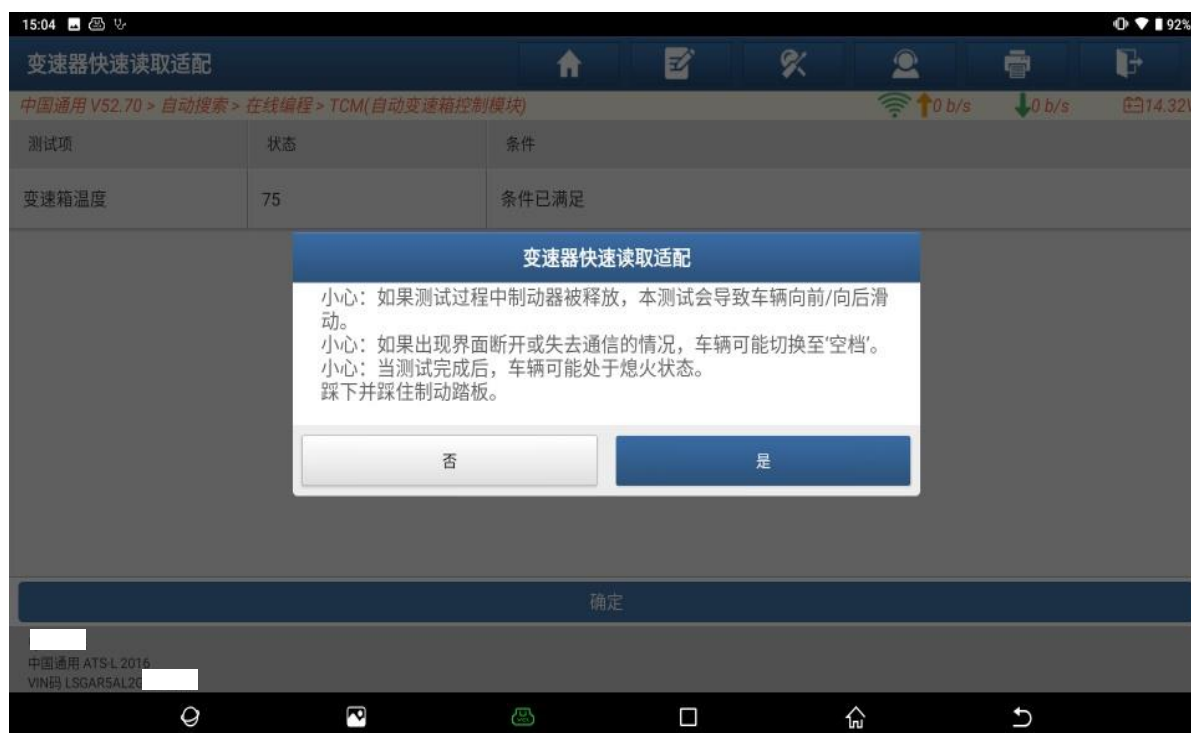 15:04 92%
变速器快速读取适配
中国通用 V52.70 > 自动搜索 > 在线编程 > TCM(自动变速箱控制模块) 0 b/s 0 b/s 14.32V
测试项 状态 条件
变速箱温度 75 条件已满足
变速器快速读取适配
小心：如果测试过程中制动器被释放，本测试会导致车辆向前/向后滑
动。
小心：如果出现界面断开或失去通信的情况，车辆可能切换至‘空档’。
小心：当测试完成后，车辆可能处于熄火状态。
踩下并踩住制动踏板。
否 是
确定
中国通用 ATS-L 2016
VIN码 LSGAR5AL2G